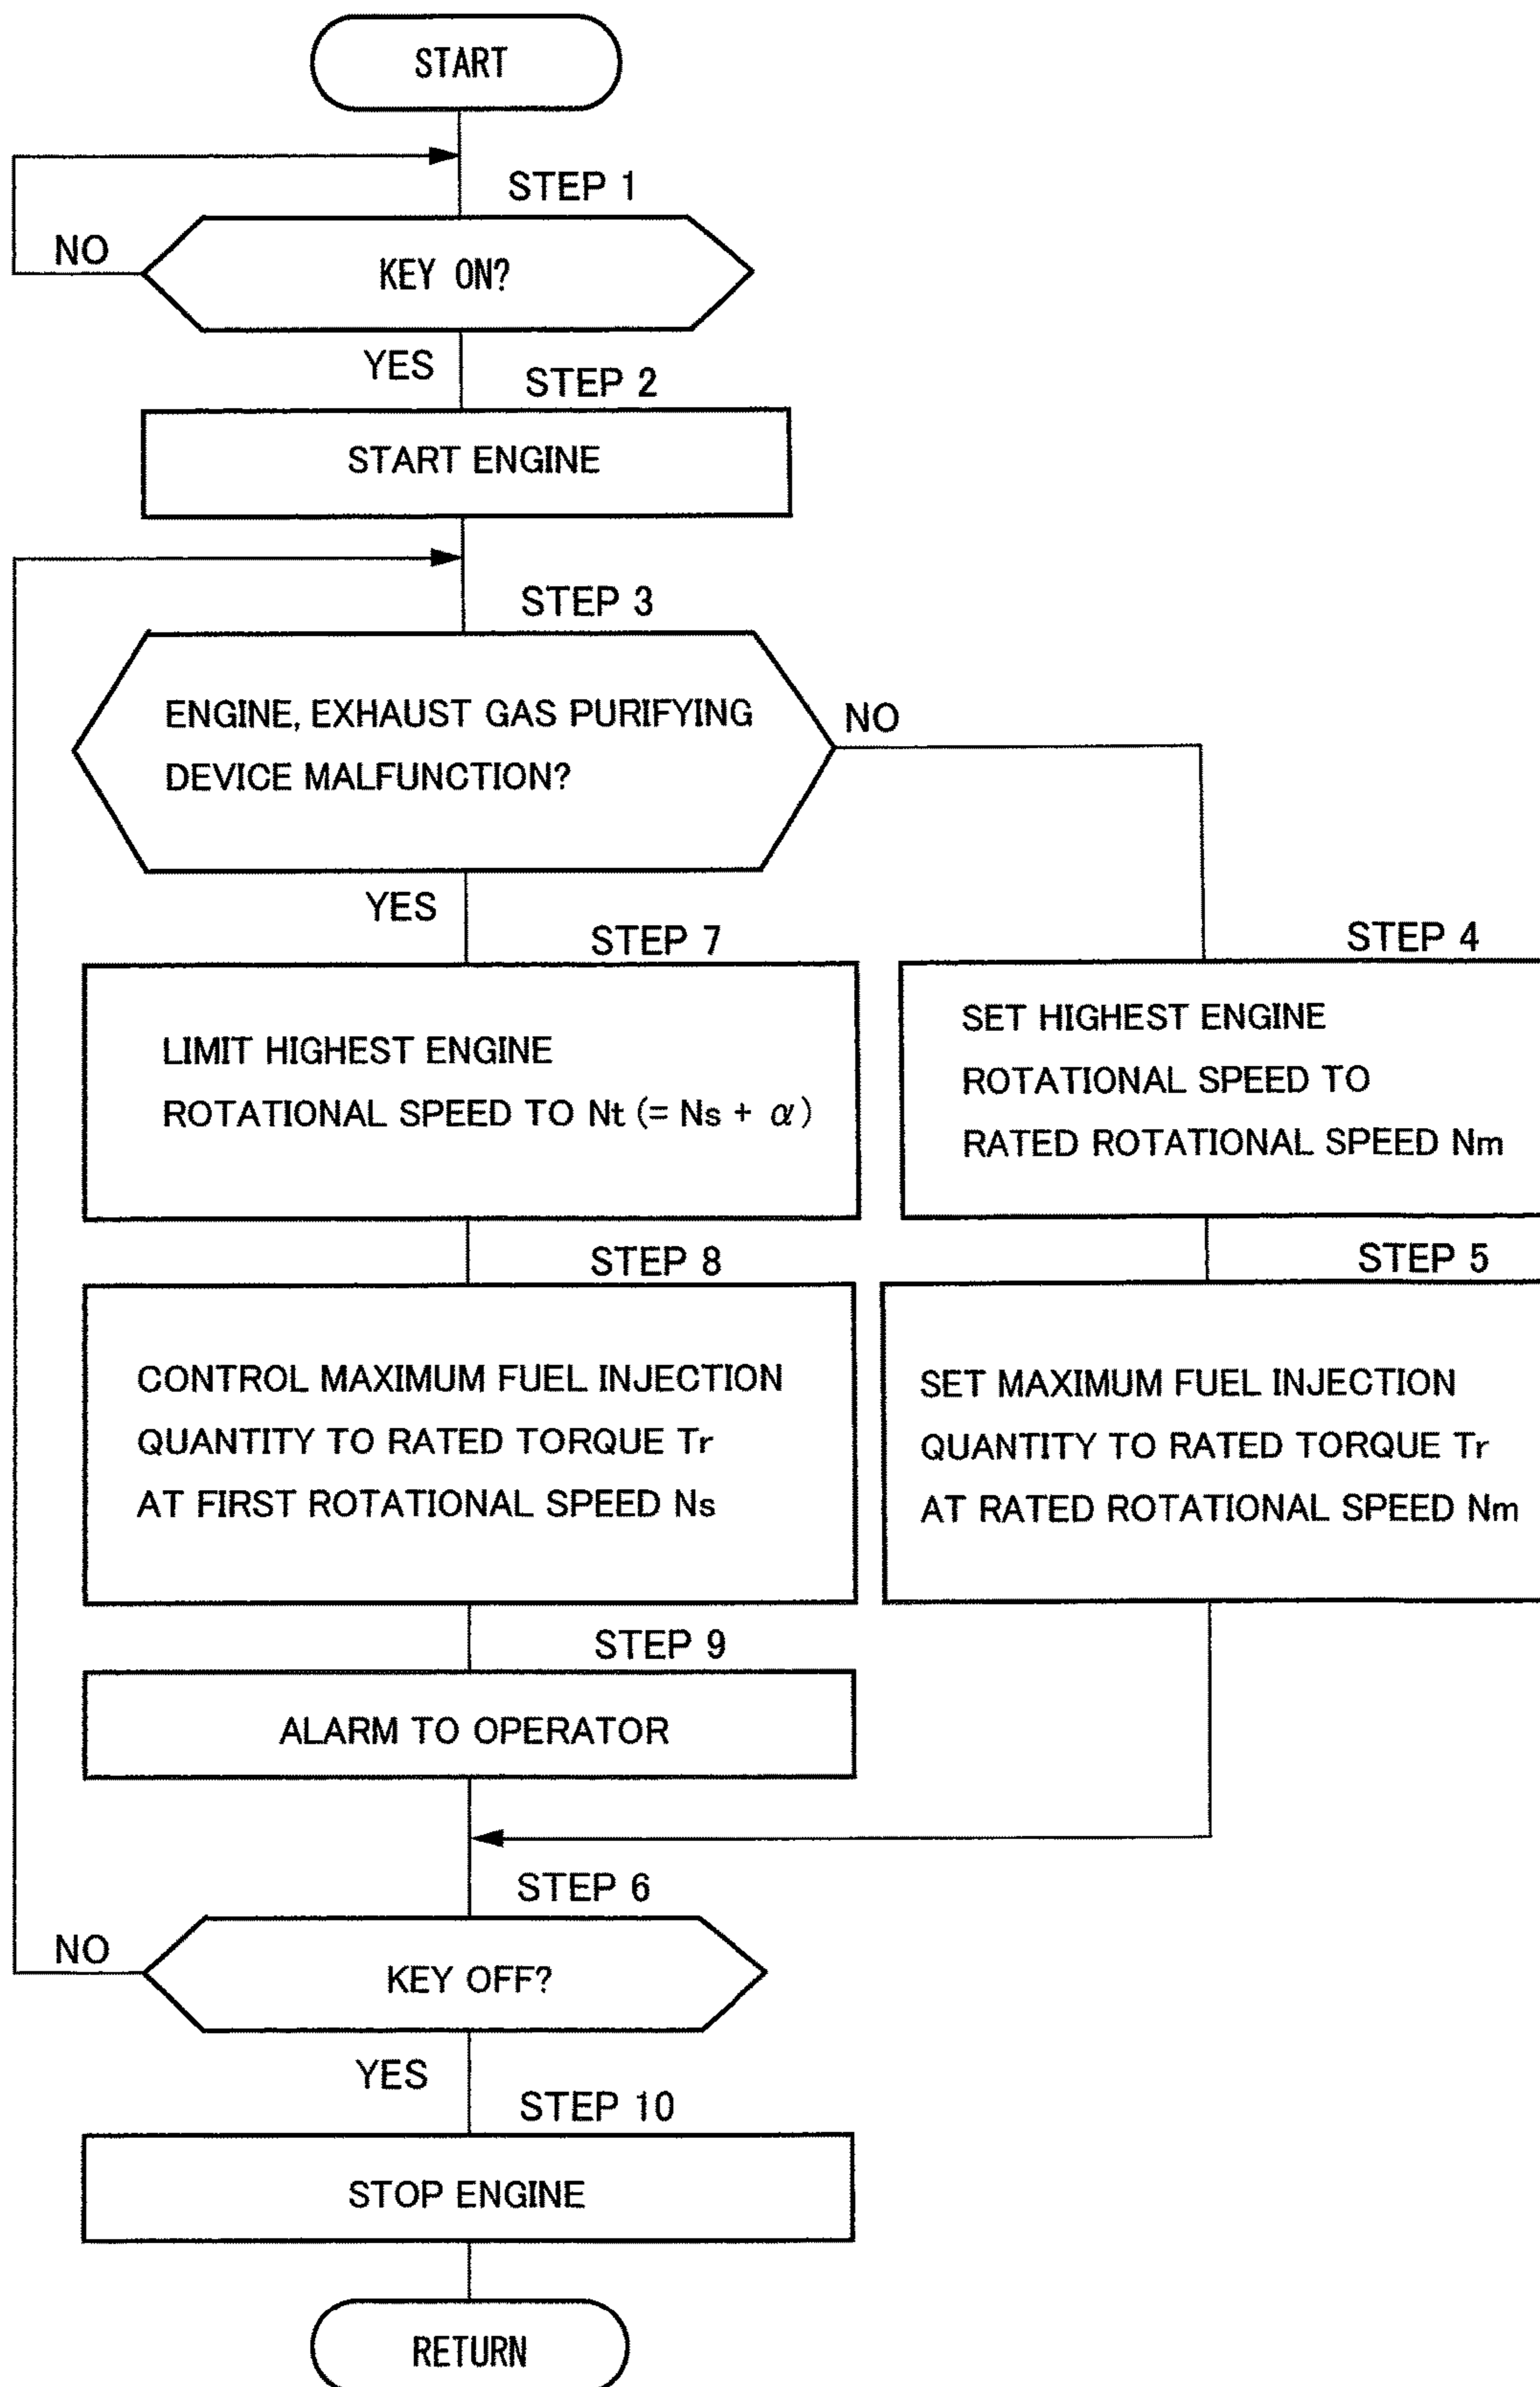 START
STEP 1
NO
KEY ON?
YES
STEP 2
START ENGINE
STEP 3
ENGINE, EXHAUST GAS PURIFYING
DEVICE MALFUNCTION?
NO
YES
STEP 7
LIMIT HIGHEST ENGINE
ROTATIONAL SPEED TO Nt (= Ns + α)
STEP 4
SET HIGHEST ENGINE
ROTATIONAL SPEED TO
RATED ROTATIONAL SPEED Nm
STEP 8
CONTROL MAXIMUM FUEL INJECTION
QUANTITY TO RATED TORQUE Tr
AT FIRST ROTATIONAL SPEED Ns
STEP 5
SET MAXIMUM FUEL INJECTION
QUANTITY TO RATED TORQUE Tr
AT RATED ROTATIONAL SPEED Nm
STEP 9
ALARM TO OPERATOR
STEP 6
NO
KEY OFF?
YES
STEP 10
STOP ENGINE
RETURN